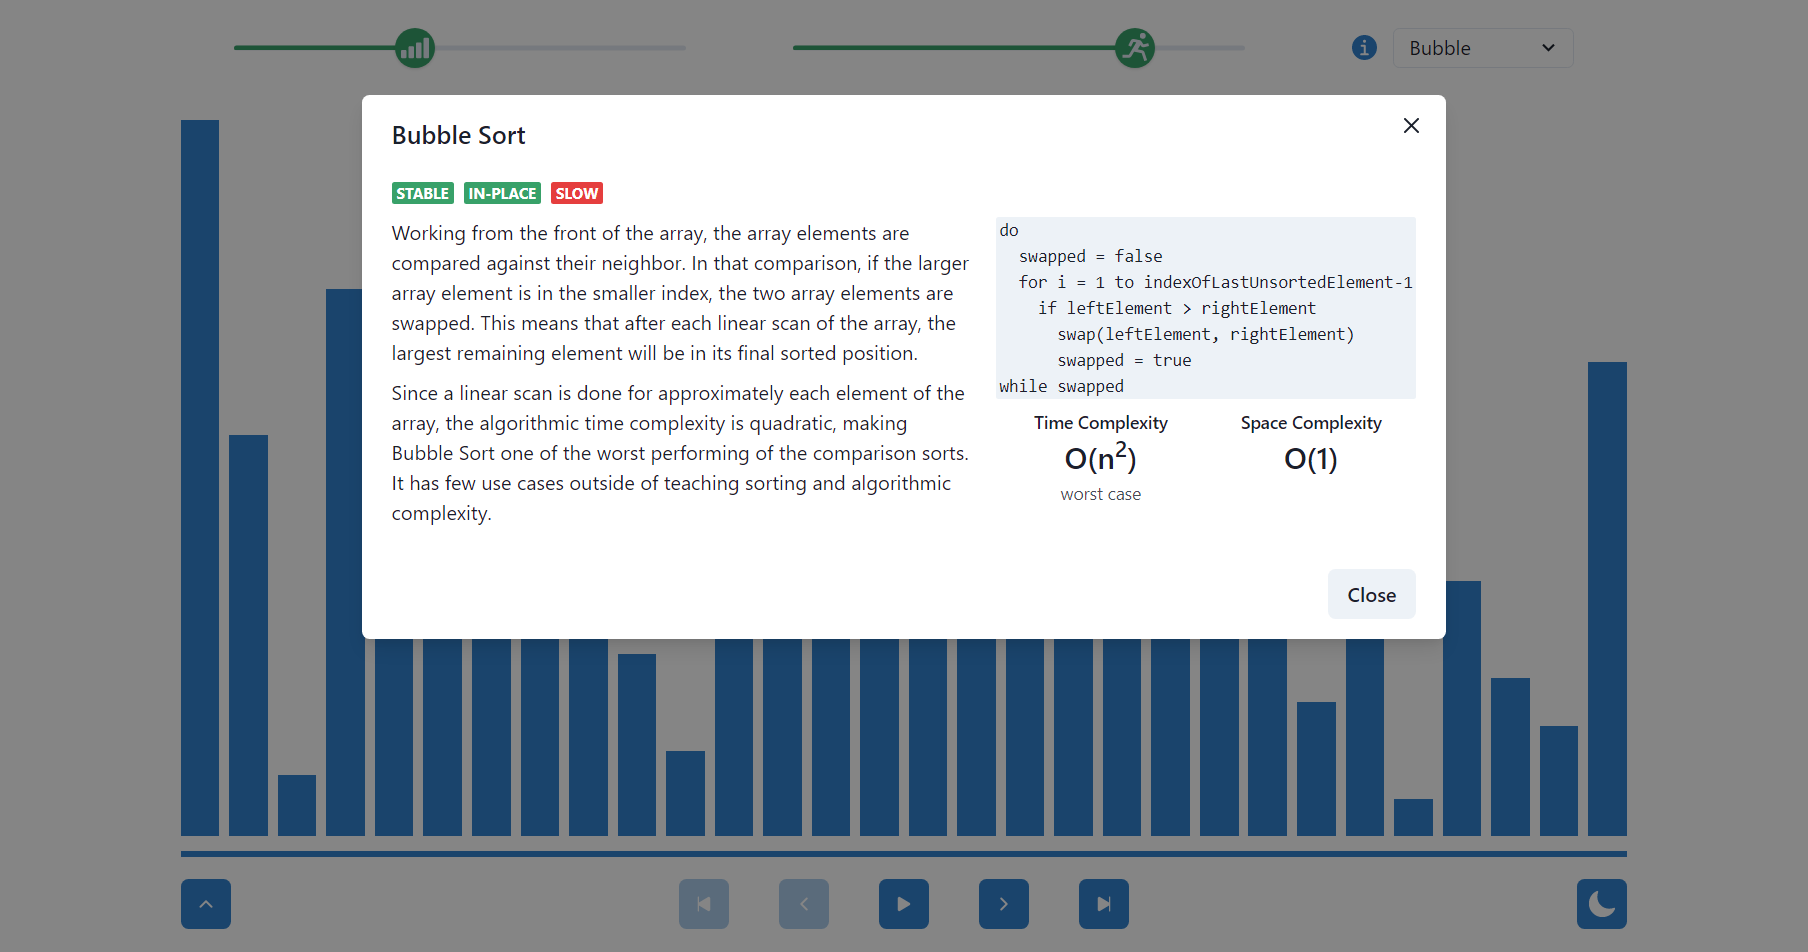 Bubble
Bubble Sort
STABLE IN-PLACE SLOW
Working from the front of the array, the array elements are
compared against their neighbor. In that comparison, if the larger
array element is in the smaller index, the two array elements are
swapped. This means that after each linear scan of the array, the
largest remaining element will be in its final sorted position.
Since a linear scan is done for approximately each element of the
array, the algorithmic time complexity is quadratic, making
Bubble Sort one of the worst performing of the comparison sorts.
It has few use cases outside of teaching sorting and algorithmic
complexity.
do
  swapped = false
  for i = 1 to indexOfLastUnsortedElement-1
    if leftElement > rightElement
      swap(leftElement, rightElement)
      swapped = true
while swapped
Time Complexity
O(n²)
worst case
Space Complexity
O(1)
Close